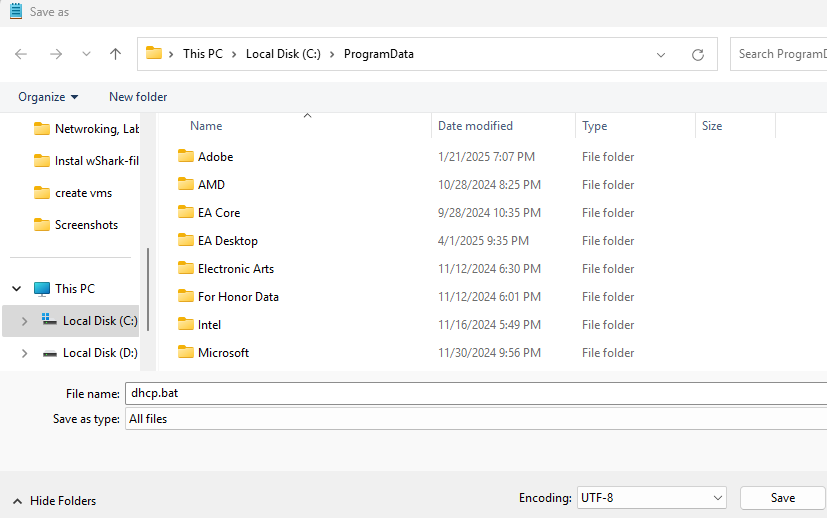 Save as
This PC > Local Disk (C:) > ProgramData
Search ProgramD
Organize
New folder
Netwroking, Lab
Instal wShark-fil
create vms
Screenshots
This PC
Local Disk (C:)
Local Disk (D:)
Name Date modified Type Size
Adobe 1/21/2025 7:07 PM File folder
AMD 10/28/2024 8:25 PM File folder
EA Core 9/28/2024 10:35 PM File folder
EA Desktop 4/1/2025 9:35 PM File folder
Electronic Arts 11/12/2024 6:30 PM File folder
For Honor Data 11/12/2024 6:01 PM File folder
Intel 11/16/2024 5:49 PM File folder
Microsoft 11/30/2024 9:56 PM File folder
File name: dhcp.bat
Save as type: All files
Hide Folders
Encoding: UTF-8
Save